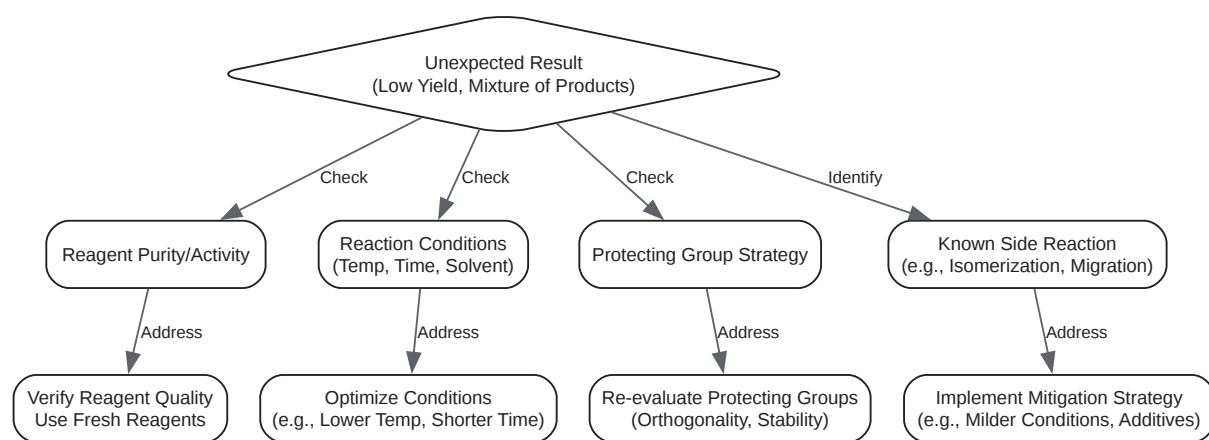 Unexpected Result
(Low Yield, Mixture of Products)
Check
Check
Check
Identify
Reagent Purity/Activity
Reaction Conditions
(Temp, Time, Solvent)
Protecting Group Strategy
Known Side Reaction
(e.g., Isomerization, Migration)
Address
Address
Address
Address
Verify Reagent Quality
Use Fresh Reagents
Optimize Conditions
(e.g., Lower Temp, Shorter Time)
Re-evaluate Protecting Groups
(Orthogonality, Stability)
Implement Mitigation Strategy
(e.g., Milder Conditions, Additives)